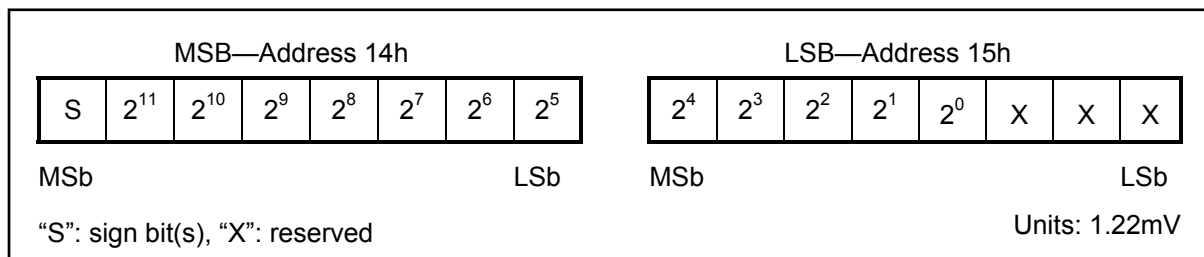 MSB—Address 14h LSB—Address 15h
S 2¹¹ 2¹⁰ 2⁹ 2⁸ 2⁷ 2⁶ 2⁵ 2⁴ 2³ 2² 2¹ 2⁰ X X X
MSb LSb MSb LSb
“S”: sign bit(s), “X”: reserved Units: 1.22mV